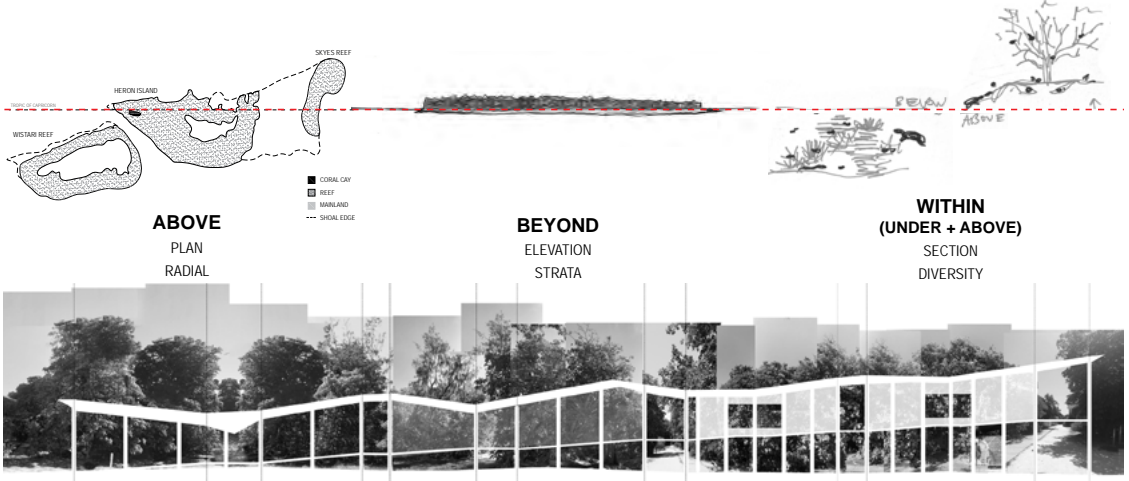 SKYES REEF
HERON ISLAND
TROPIC OF CAPRICORN
WISTARI REEF
BELOW
ABOVE
CORAL CAY
REEF
MAINLAND
SHOAL EDGE
ABOVE
PLAN
RADIAL
BEYOND
ELEVATION
STRATA
WITHIN
(UNDER + ABOVE)
SECTION
DIVERSITY